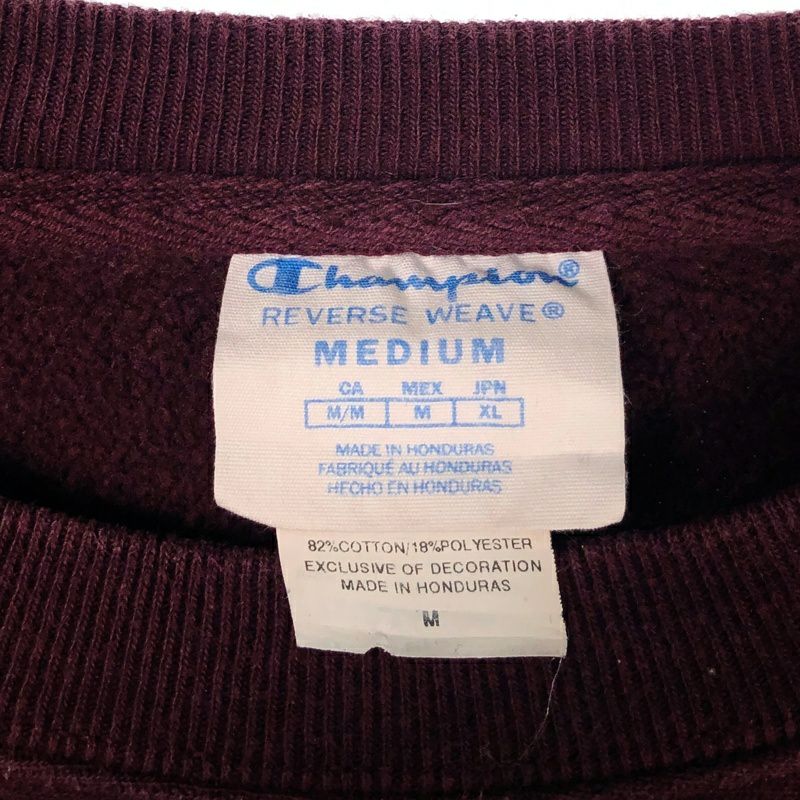 Champion®
REVERSE WEAVE®
MEDIUM
CA MEX JPN
M/M M XL
MADE IN HONDURAS
FABRIQUÉ AU HONDURAS
HECHO EN HONDURAS
82%COTTON/18%POLYESTER
EXCLUSIVE OF DECORATION
MADE IN HONDURAS
M